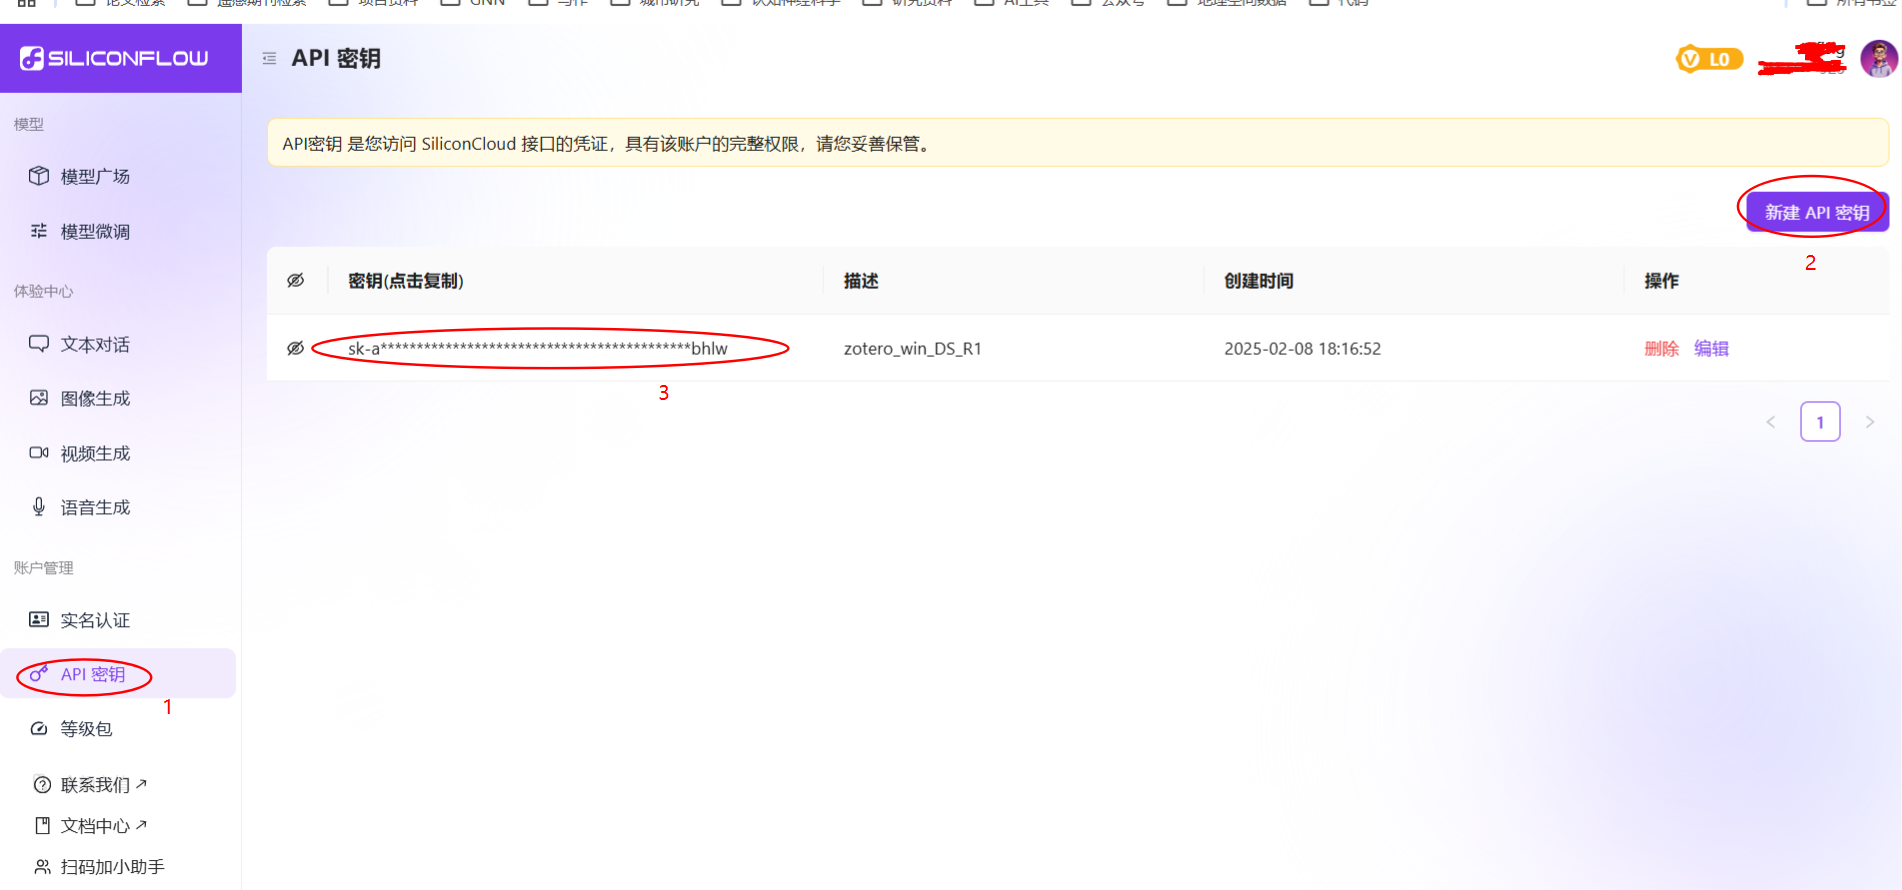 SILICONFLOW
API 密钥
L0
模型
模型广场
模型微调
体验中心
文本对话
图像生成
视频生成
语音生成
账户管理
实名认证
API 密钥
1
等级包
联系我们
文档中心
扫码加小助手
API密钥 是您访问 SiliconCloud 接口的凭证，具有该账户的完整权限，请您妥善保管。
新建 API 密钥
2
密钥(点击复制) 描述 创建时间 操作
sk-a*******************************************bhlw zotero_win_DS_R1 2025-02-08 18:16:52 删除 编辑
3
1